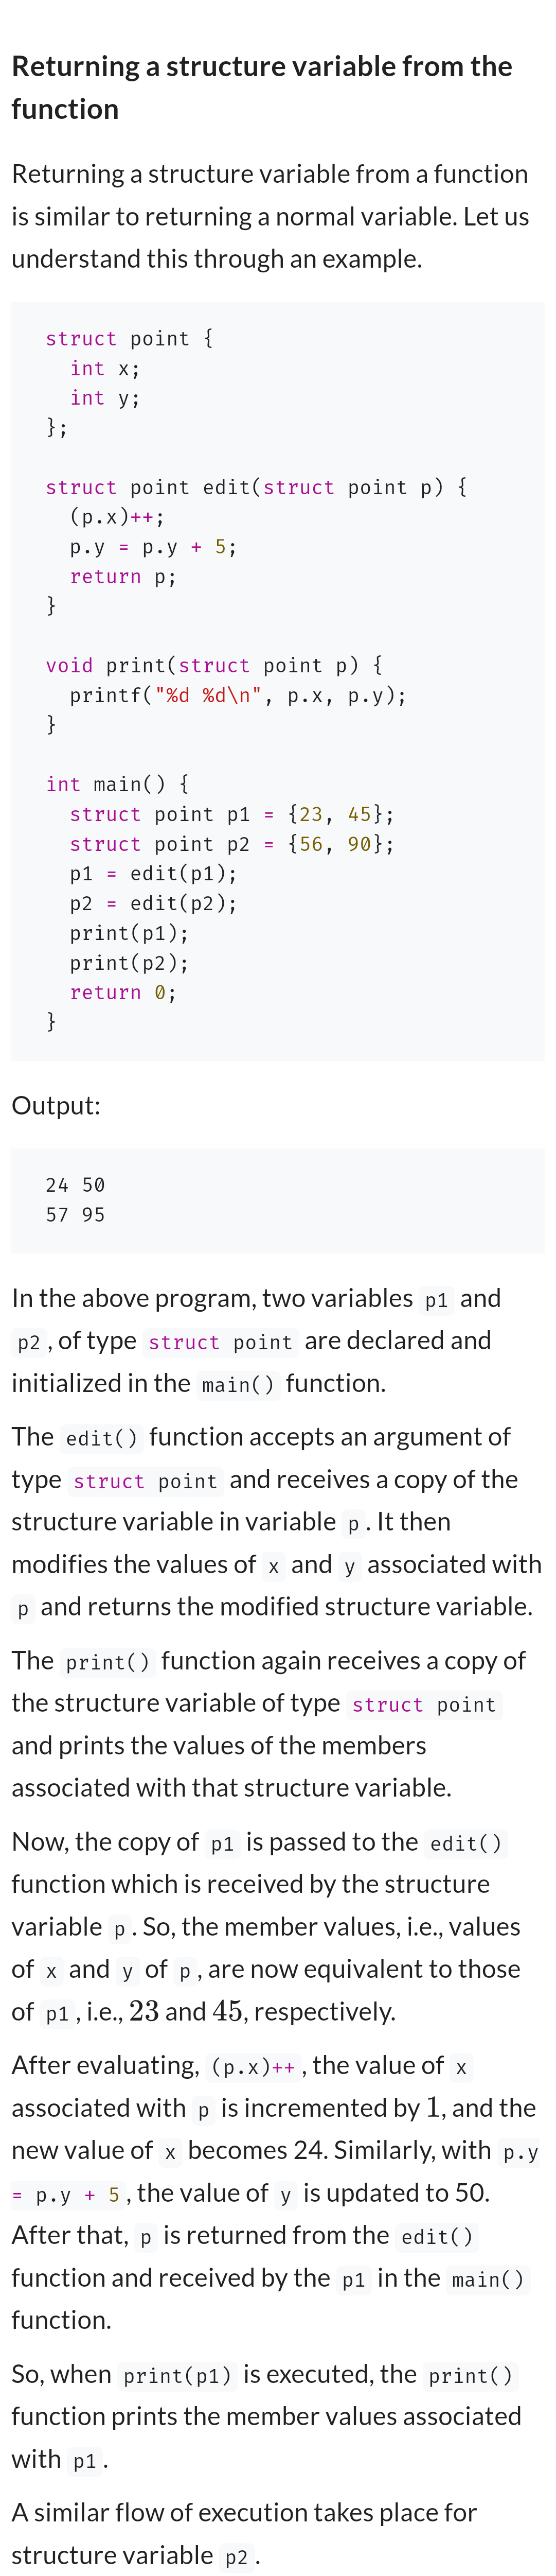 Returning a structure variable from the
function
Returning a structure variable from a function
is similar to returning a normal variable. Let us
understand this through an example.
struct point {
  int x;
  int y;
};

struct point edit(struct point p) {
  (p.x)++;
  p.y = p.y + 5;
  return p;
}

void print(struct point p) {
  printf("%d %d\n", p.x, p.y);
}

int main() {
  struct point p1 = {23, 45};
  struct point p2 = {56, 90};
  p1 = edit(p1);
  p2 = edit(p2);
  print(p1);
  print(p2);
  return 0;
}
Output:
24 50
57 95
In the above program, two variables p1 and
p2, of type struct point are declared and
initialized in the main() function.
The edit() function accepts an argument of
type struct point and receives a copy of the
structure variable in variable p. It then
modifies the values of x and y associated with
p and returns the modified structure variable.
The print() function again receives a copy of
the structure variable of type struct point
and prints the values of the members
associated with that structure variable.
Now, the copy of p1 is passed to the edit()
function which is received by the structure
variable p. So, the member values, i.e., values
of x and y of p, are now equivalent to those
of p1, i.e., 23 and 45, respectively.
After evaluating, (p.x)++, the value of x
associated with p is incremented by 1, and the
new value of x becomes 24. Similarly, with p.y
= p.y + 5, the value of y is updated to 50.
After that, p is returned from the edit()
function and received by the p1 in the main()
function.
So, when print(p1) is executed, the print()
function prints the member values associated
with p1.
A similar flow of execution takes place for
structure variable p2.